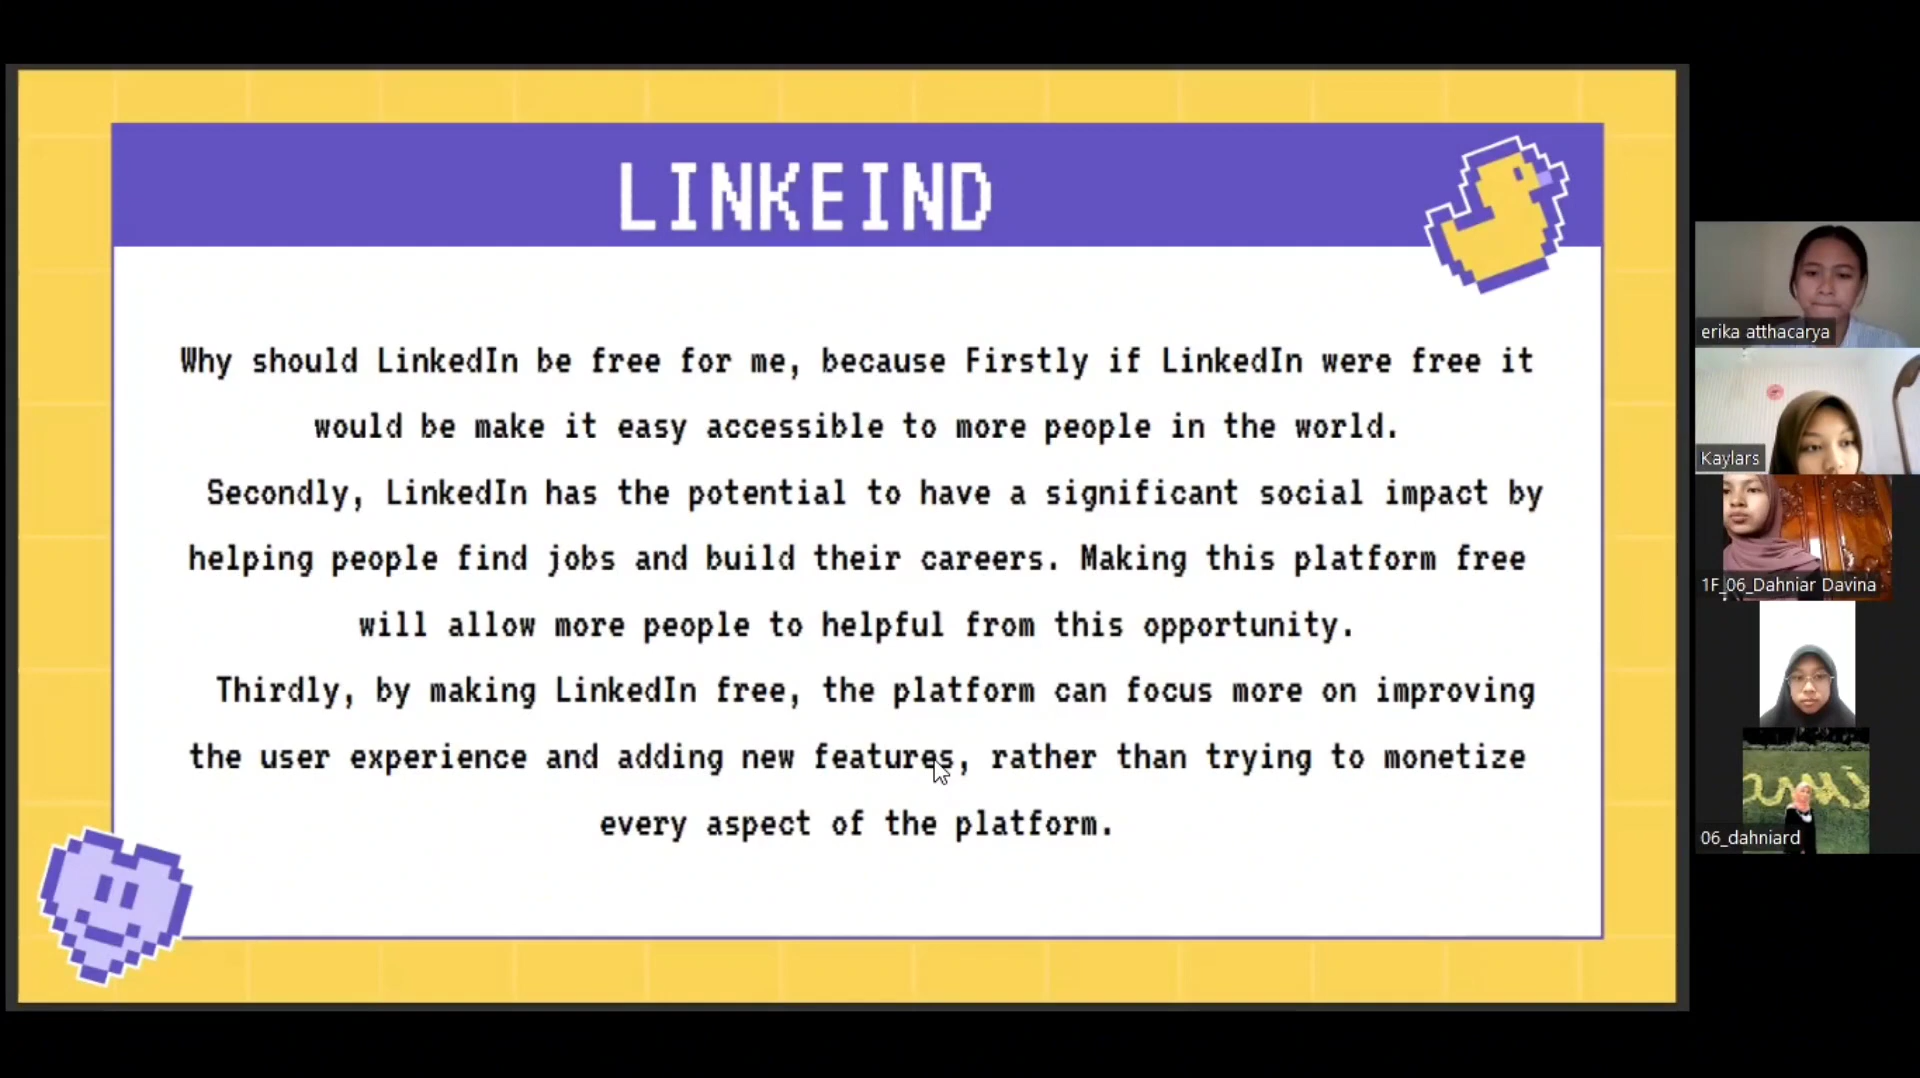 LINKEIND
Why should LinkedIn be free for me, because Firstly if LinkedIn were free it
would be make it easy accessible to more people in the world.
Secondly, LinkedIn has the potential to have a significant social impact by
helping people find jobs and build their careers. Making this platform free
will allow more people to helpful from this opportunity.
Thirdly, by making LinkedIn free, the platform can focus more on improving
the user experience and adding new features, rather than trying to monetize
every aspect of the platform.
erika atthacarya
Kaylars
1F_06_Dahniar Davina
06_dahniard